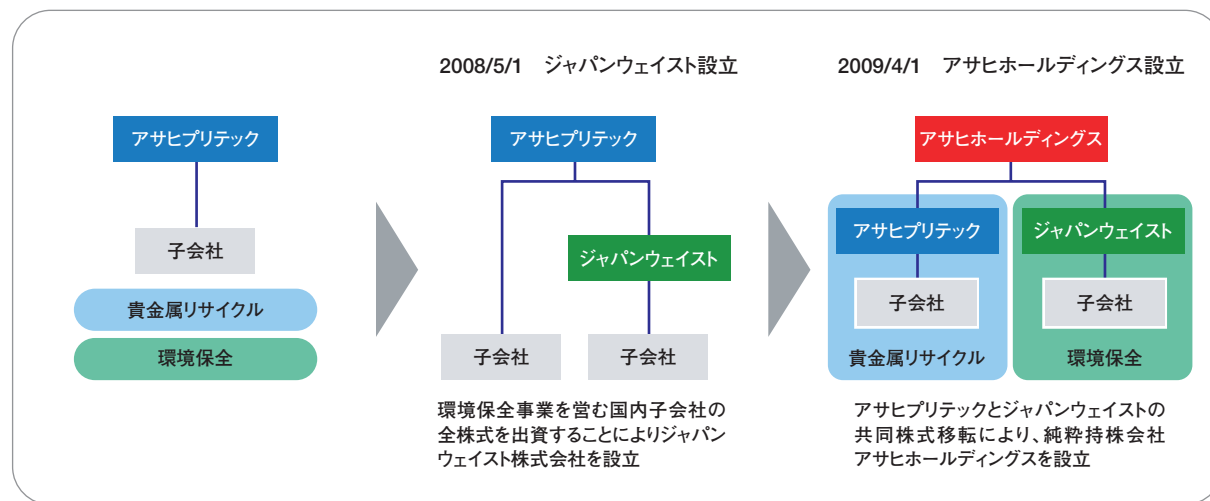 アサヒプリテック
子会社
貴金属リサイクル
環境保全
2008/5/1　ジャパンウェイスト設立
アサヒプリテック
ジャパンウェイスト
子会社
子会社
環境保全事業を営む国内子会社の
全株式を出資することによりジャパン
ウェイスト株式会社を設立
2009/4/1　アサヒホールディングス設立
アサヒホールディングス
アサヒプリテック
ジャパンウェイスト
子会社
子会社
貴金属リサイクル
環境保全
アサヒプリテックとジャパンウェイストの
共同株式移転により、純粋持株会社
アサヒホールディングスを設立